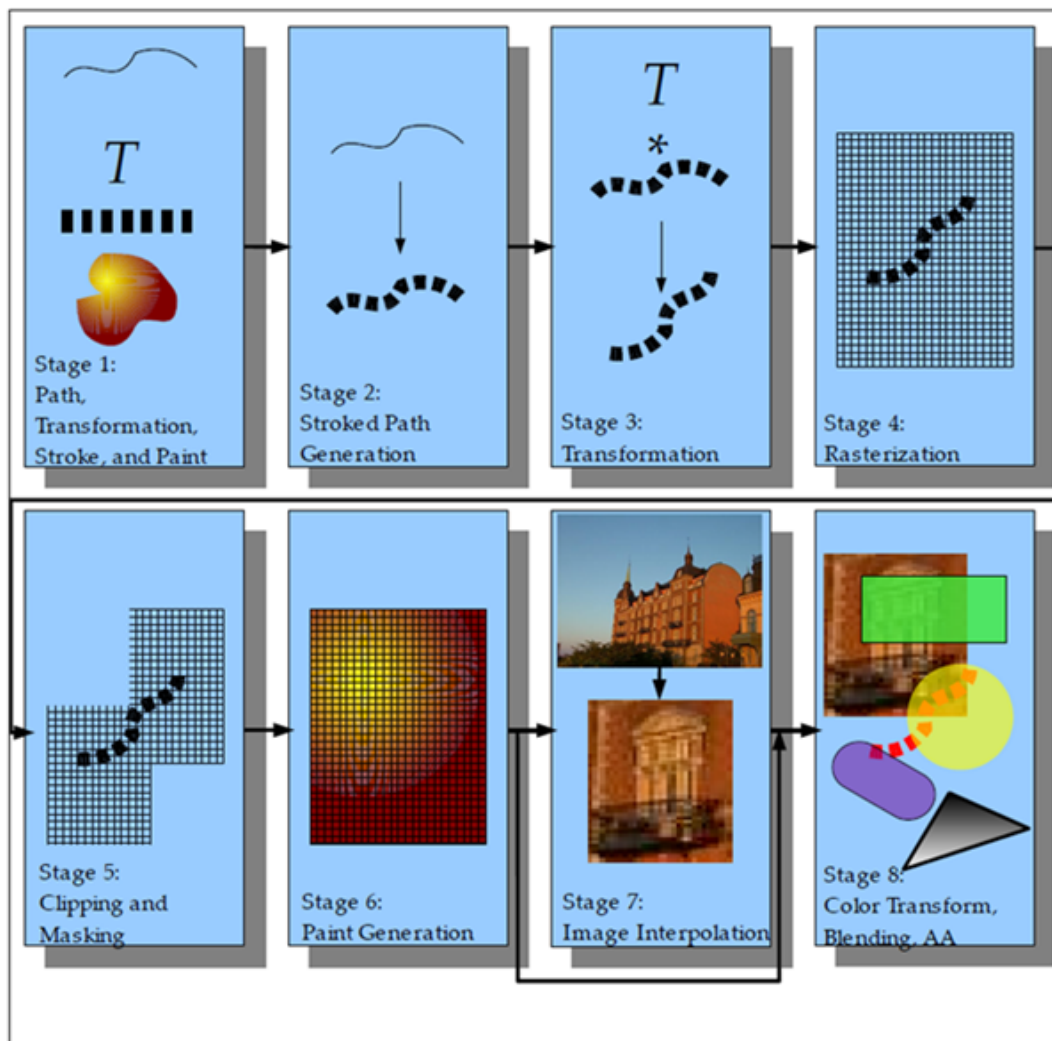 T
Stage 1:
Path,
Transformation,
Stroke, and Paint
Stage 2:
Stroked Path
Generation
T
*
Stage 3:
Transformation
Stage 4:
Rasterization
Stage 5:
Clipping and
Masking
Stage 6:
Paint Generation
Stage 7:
Image Interpolation
Stage 8:
Color Transform,
Blending, AA